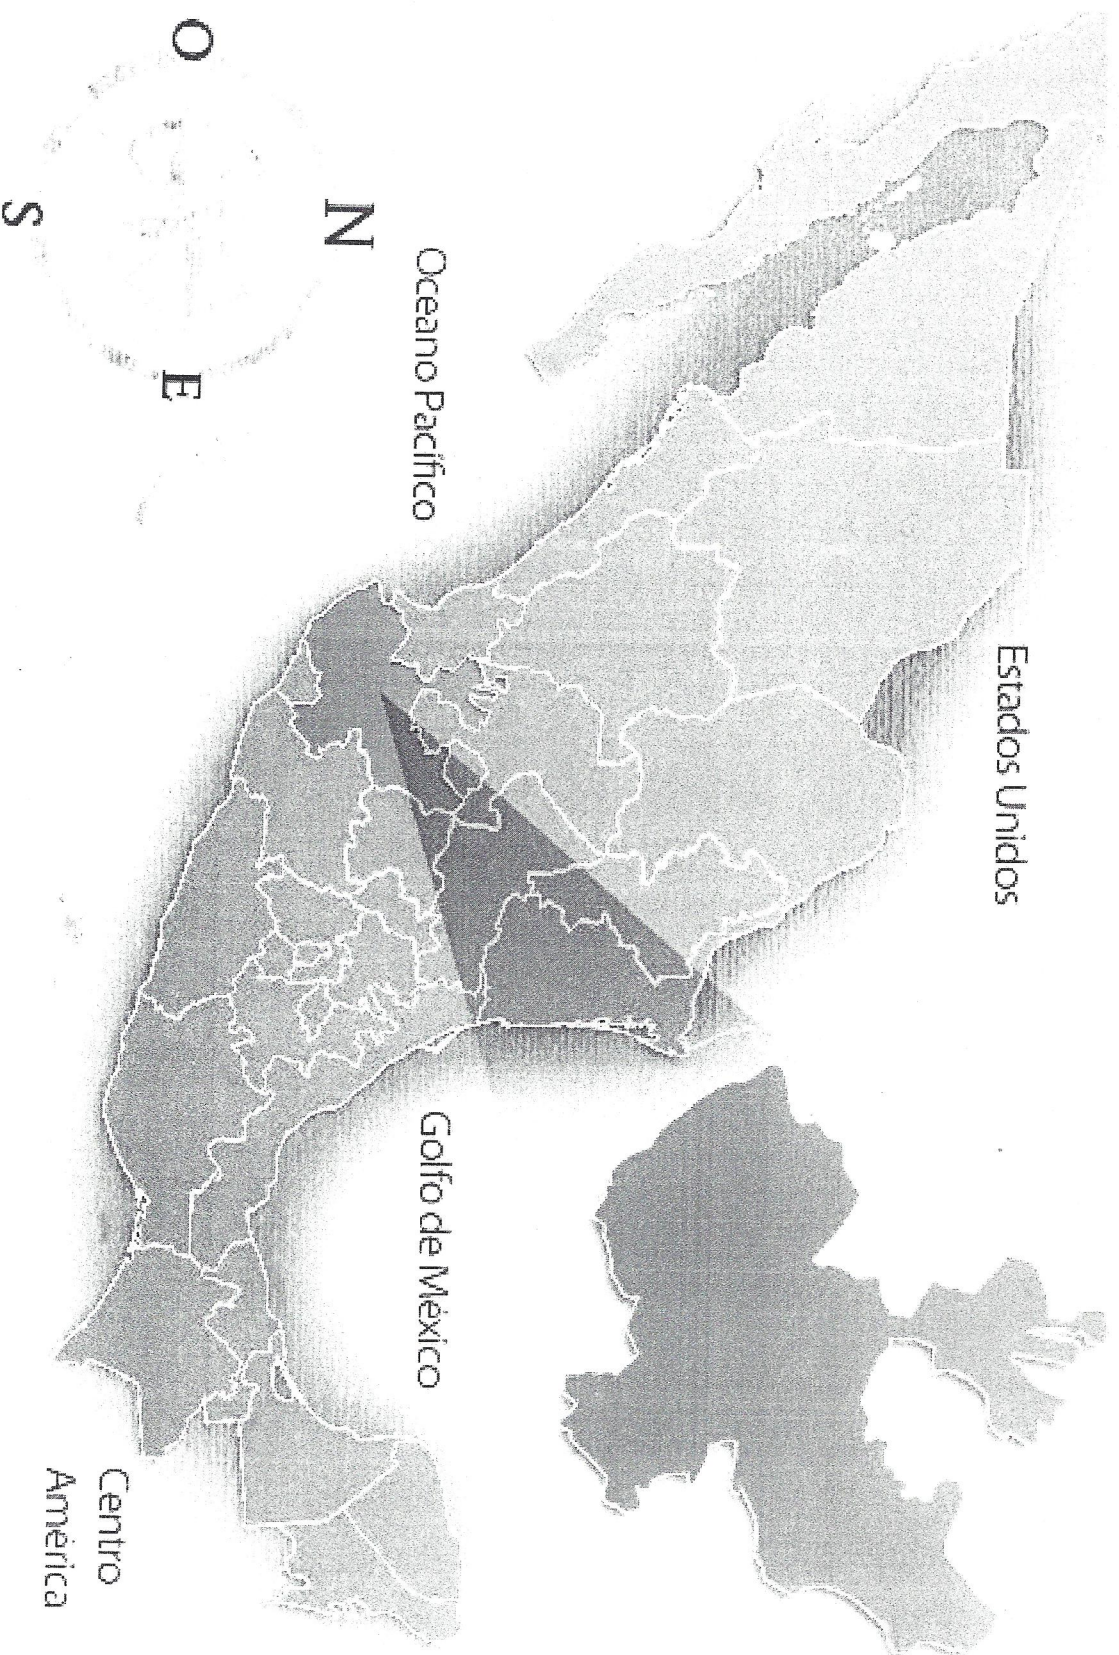 Estados Unidos
Oceano Pacífico
Golfo de México
N
O
E
S
Centro
América